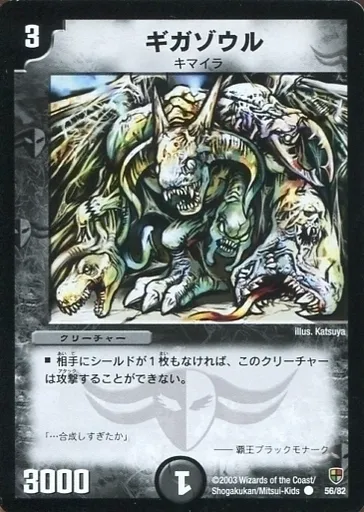 3
ギガゾウル
キマイラ
illus. Katsuya
クリーチャー
■ 相手にシールドが1枚もなければ、このクリーチャー
は攻撃することができない。
「…合成しすぎたか」
──覇王ブラックモナーク
3000
1
©2003 Wizards of the Coast/
Shogakukan/Mitsui-Kids ● 56/82